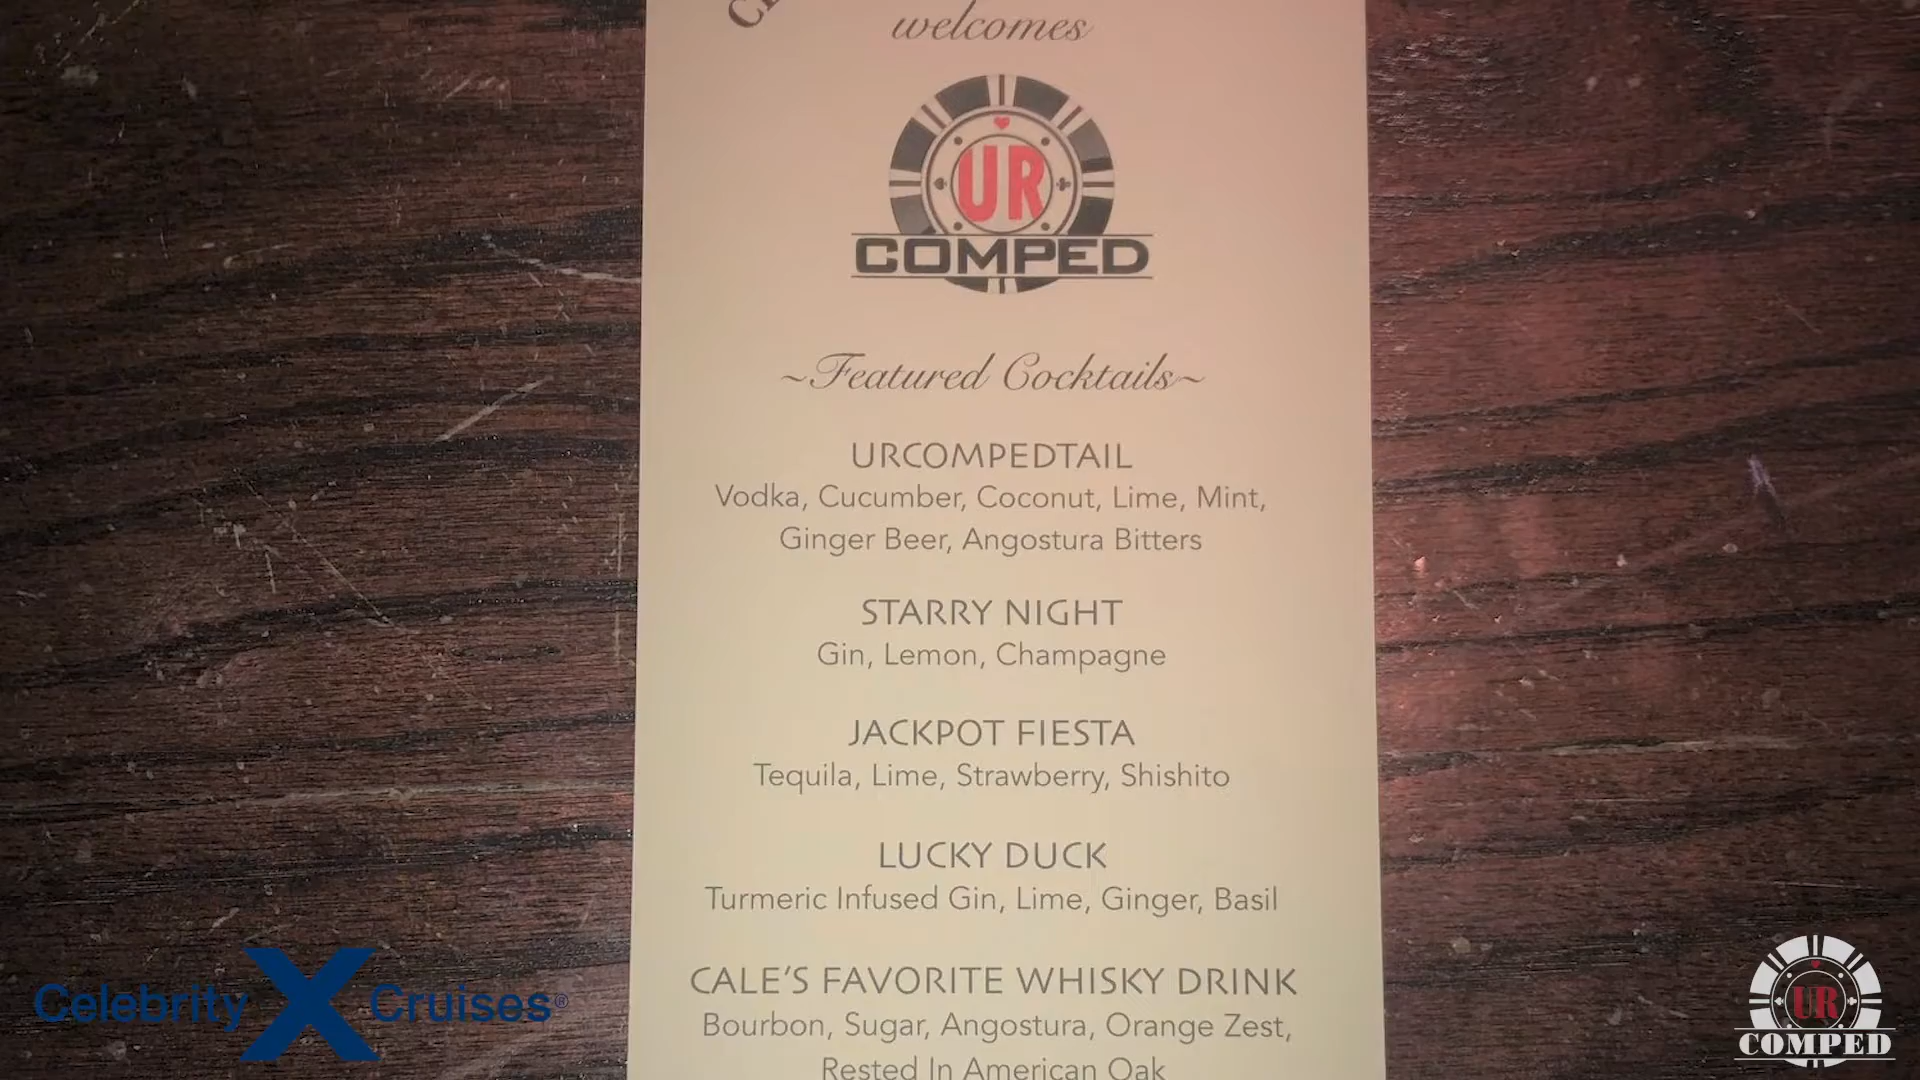 welcomes
UR
COMPED
~Featured Cocktails~
URCOMPEDTAIL
Vodka, Cucumber, Coconut, Lime, Mint,
Ginger Beer, Angostura Bitters
STARRY NIGHT
Gin, Lemon, Champagne
JACKPOT FIESTA
Tequila, Lime, Strawberry, Shishito
LUCKY DUCK
Turmeric Infused Gin, Lime, Ginger, Basil
CALE'S FAVORITE WHISKY DRINK
Bourbon, Sugar, Angostura, Orange Zest,
Rested In American Oak
Celebrity X Cruises®
UR
COMPED